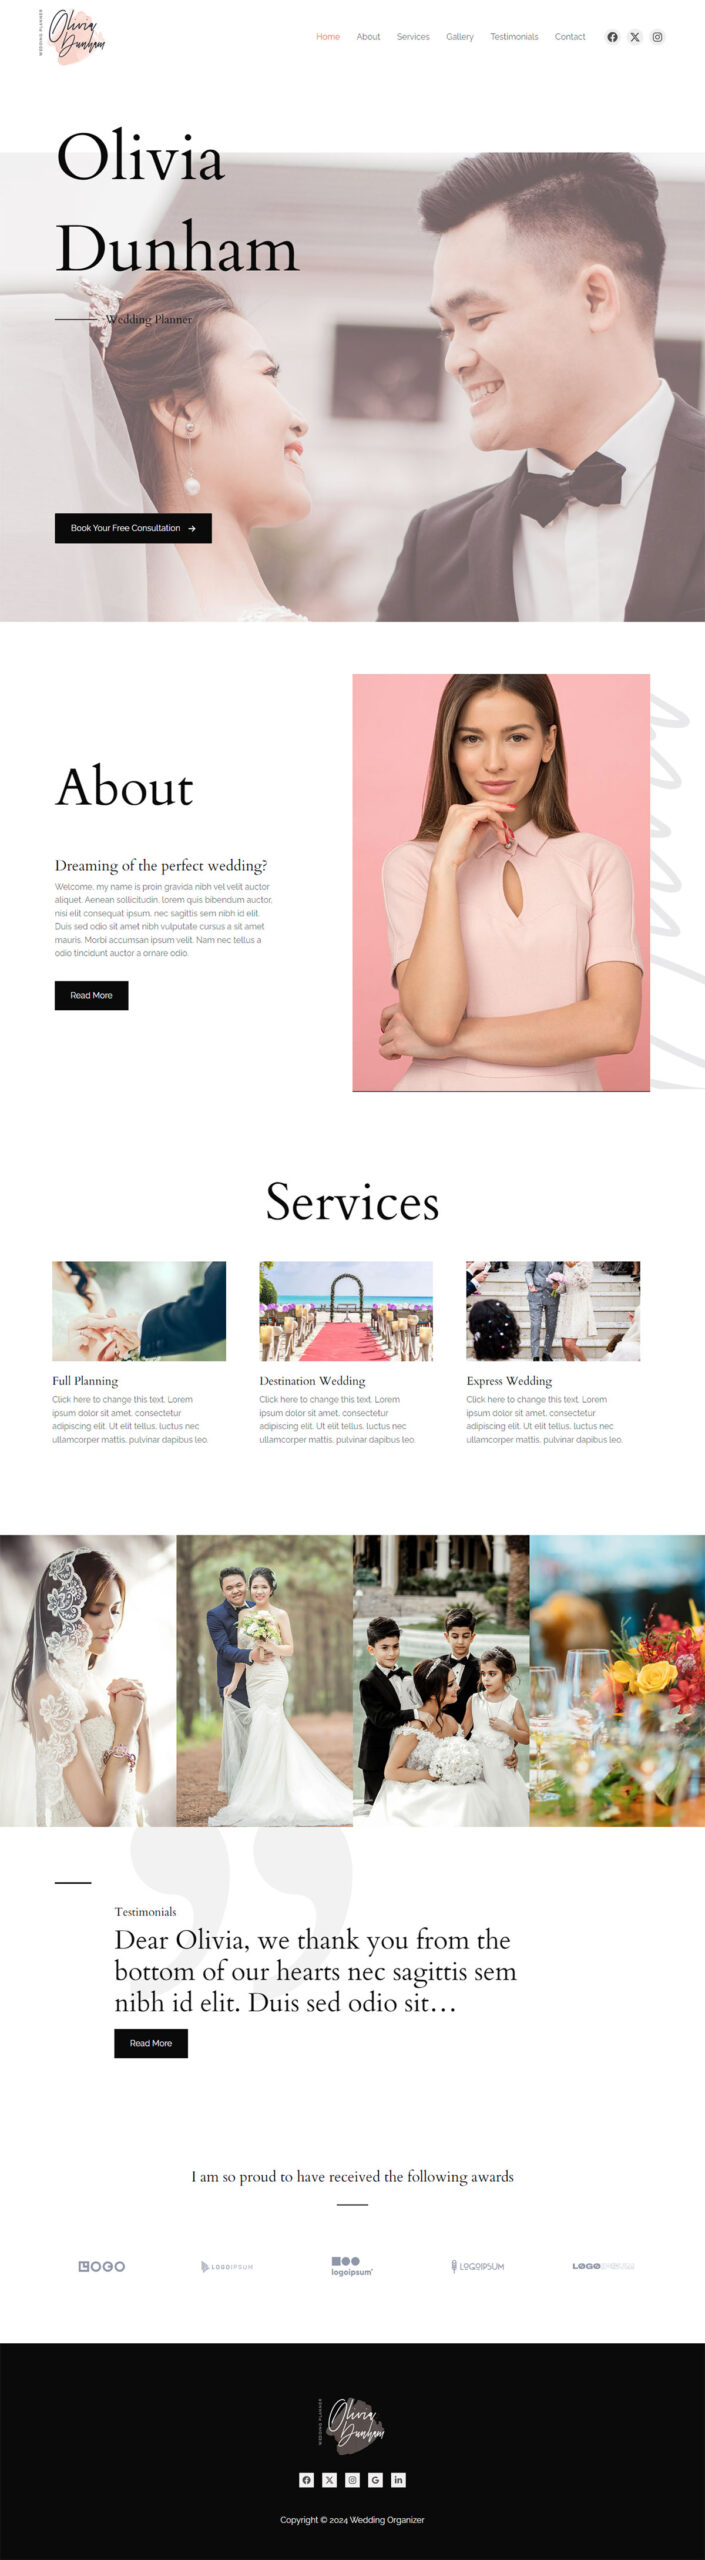 WEDDING PLANNER
Olivia
Dunham
Home About Services Gallery Testimonials Contact
Olivia
Dunham
Wedding Planner
Book Your Free Consultation →
About
Dreaming of the perfect wedding?
Welcome, my name is proin gravida nibh vel velit auctor
aliquet. Aenean sollicitudin, lorem quis bibendum auctor,
nisi elit consequat ipsum, nec sagittis sem nibh id elit.
Duis sed odio sit amet nibh vulputate cursus a sit amet
mauris. Morbi accumsan ipsum velit. Nam nec tellus a
odio tincidunt auctor a ornare odio.
Read More
Services
Full Planning
Click here to change this text. Lorem
ipsum dolor sit amet, consectetur
adipiscing elit. Ut elit tellus, luctus nec
ullamcorper mattis, pulvinar dapibus leo.
Destination Wedding
Click here to change this text. Lorem
ipsum dolor sit amet, consectetur
adipiscing elit. Ut elit tellus, luctus nec
ullamcorper mattis, pulvinar dapibus leo.
Express Wedding
Click here to change this text. Lorem
ipsum dolor sit amet, consectetur
adipiscing elit. Ut elit tellus, luctus nec
ullamcorper mattis, pulvinar dapibus leo.
Testimonials
Dear Olivia, we thank you from the
bottom of our hearts nec sagittis sem
nibh id elit. Duis sed odio sit…
Read More
I am so proud to have received the following awards
LOGO
LOGOIPSUM
logoipsum
LOGOIPSUM
LOGOIPSUM
WEDDING PLANNER
Olivia
Dunham
Copyright © 2024 Wedding Organizer